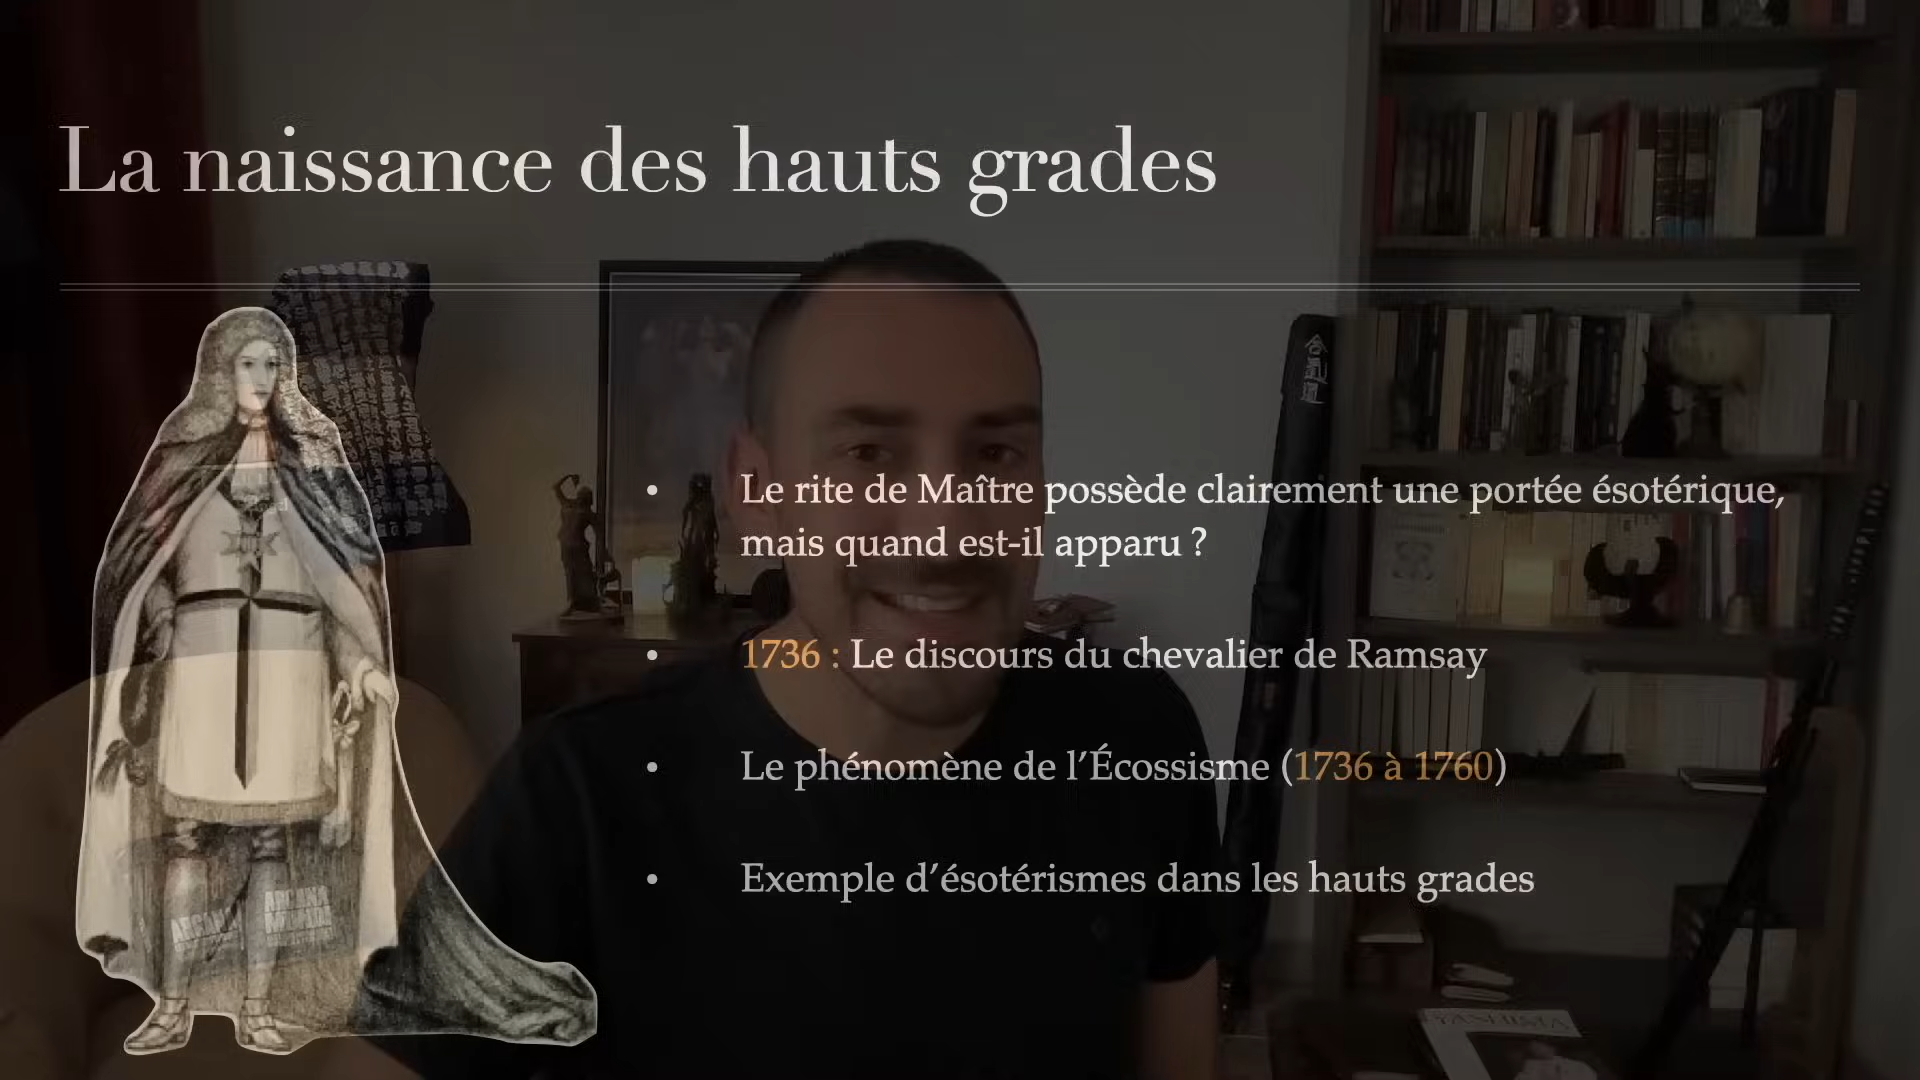 La naissance des hauts grades
• Le rite de Maître possède clairement une portée ésotérique,
mais quand est-il apparu ?
• 1736 : Le discours du chevalier de Ramsay
• Le phénomène de l’Écossisme (1736 à 1760)
• Exemple d’ésotérismes dans les hauts grades